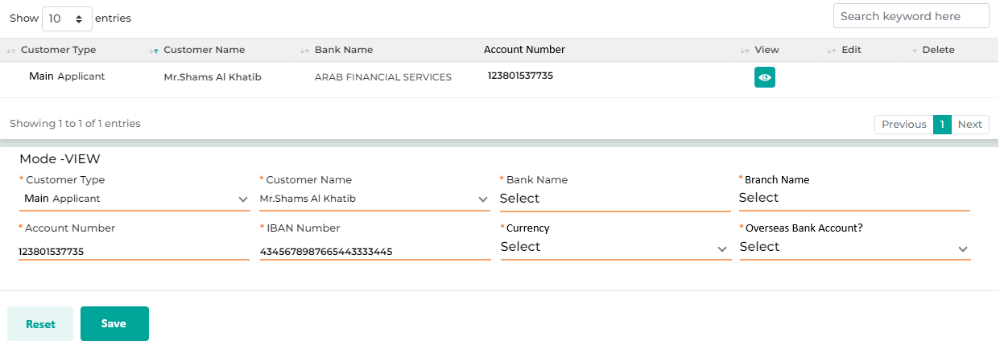 Show 10 entries Search keyword here
Customer Type Customer Name Bank Name Account Number View Edit Delete
Main Applicant Mr.Shams Al Khatib ARAB FINANCIAL SERVICES 123801537735
Showing 1 to 1 of 1 entries Previous 1 Next
Mode -VIEW
* Customer Type * Customer Name * Bank Name * Branch Name
Main Applicant Mr.Shams Al Khatib Select Select
* Account Number * IBAN Number * Currency * Overseas Bank Account?
123801537735 4345678987665443333445 Select Select
Reset Save